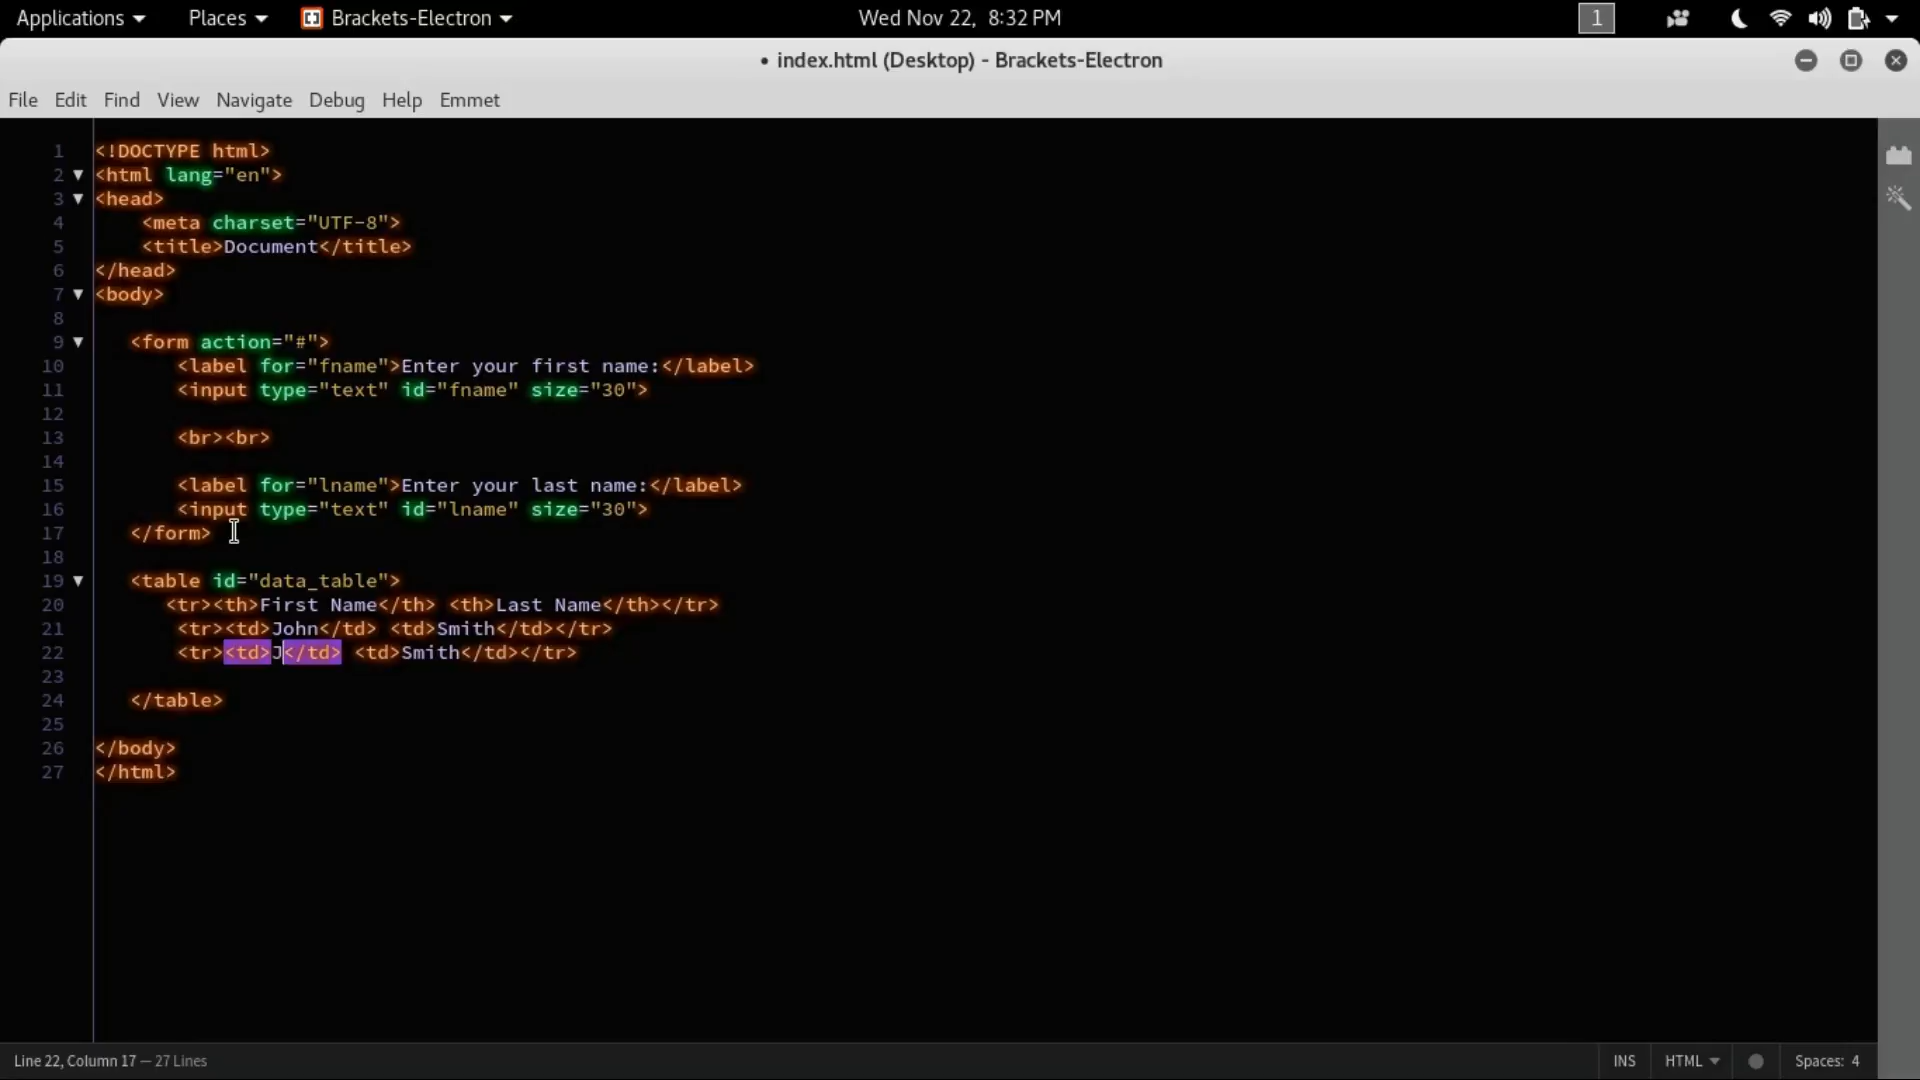 Applications Places Brackets-Electron Wed Nov 22, 8:32 PM 1
• index.html (Desktop) - Brackets-Electron
File Edit Find View Navigate Debug Help Emmet
1 <!DOCTYPE html>
2 <html lang="en">
3 <head>
4 <meta charset="UTF-8">
5 <title>Document</title>
6 </head>
7 <body>
8
9 <form action="#">
10 <label for="fname">Enter your first name:</label>
11 <input type="text" id="fname" size="30">
12
13 <br><br>
14
15 <label for="lname">Enter your last name:</label>
16 <input type="text" id="lname" size="30">
17 </form>
18
19 <table id="data_table">
20 <tr><th>First Name</th> <th>Last Name</th></tr>
21 <tr><td>John</td> <td>Smith</td></tr>
22 <tr><td>J</td> <td>Smith</td></tr>
23
24 </table>
25
26 </body>
27 </html>
Line 22, Column 17 — 27 Lines INS HTML Spaces: 4